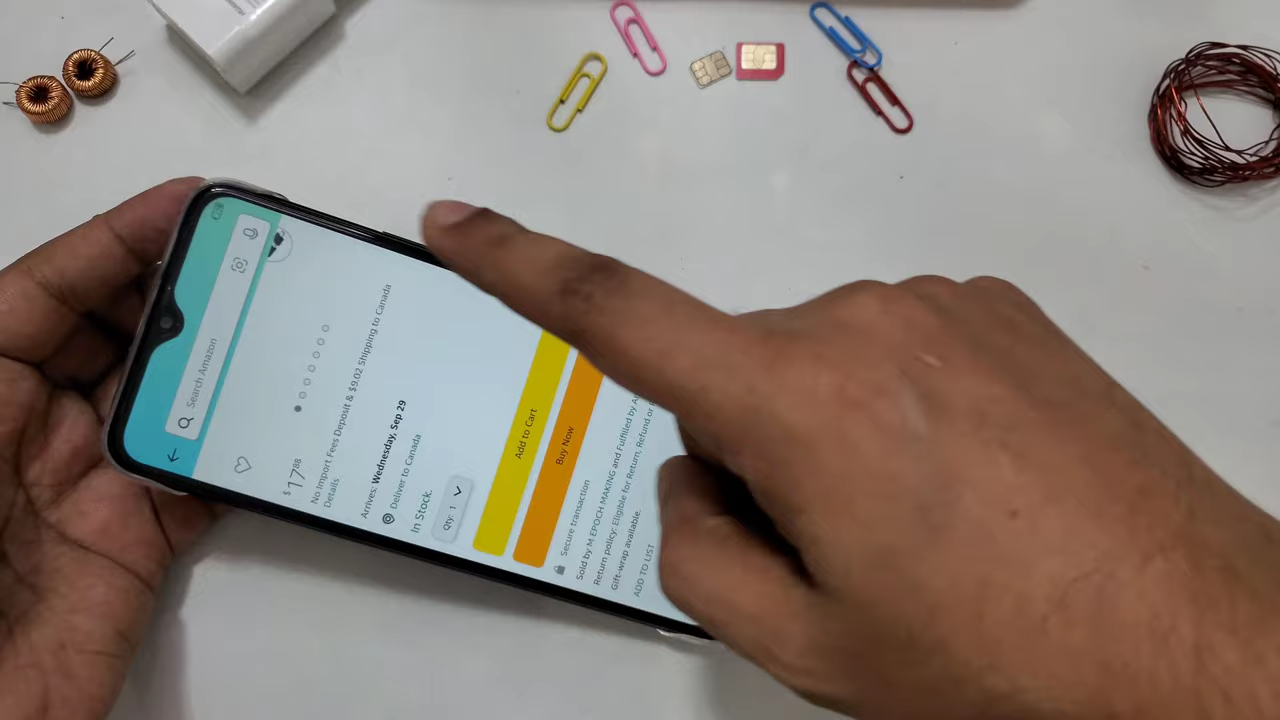 Search Amazon
$17⁸⁸
No Import Fees Deposit & $9.02 Shipping to Canada
Details
Arrives: Wednesday, Sep 29
Deliver to Canada
In Stock.
Qty: 1
Add to Cart
Buy Now
Secure transaction
Sold by M EPOCH MAKING and Fulfilled by
Return policy: Eligible for Return, Refund or
Gift-wrap available.
ADD TO LIST